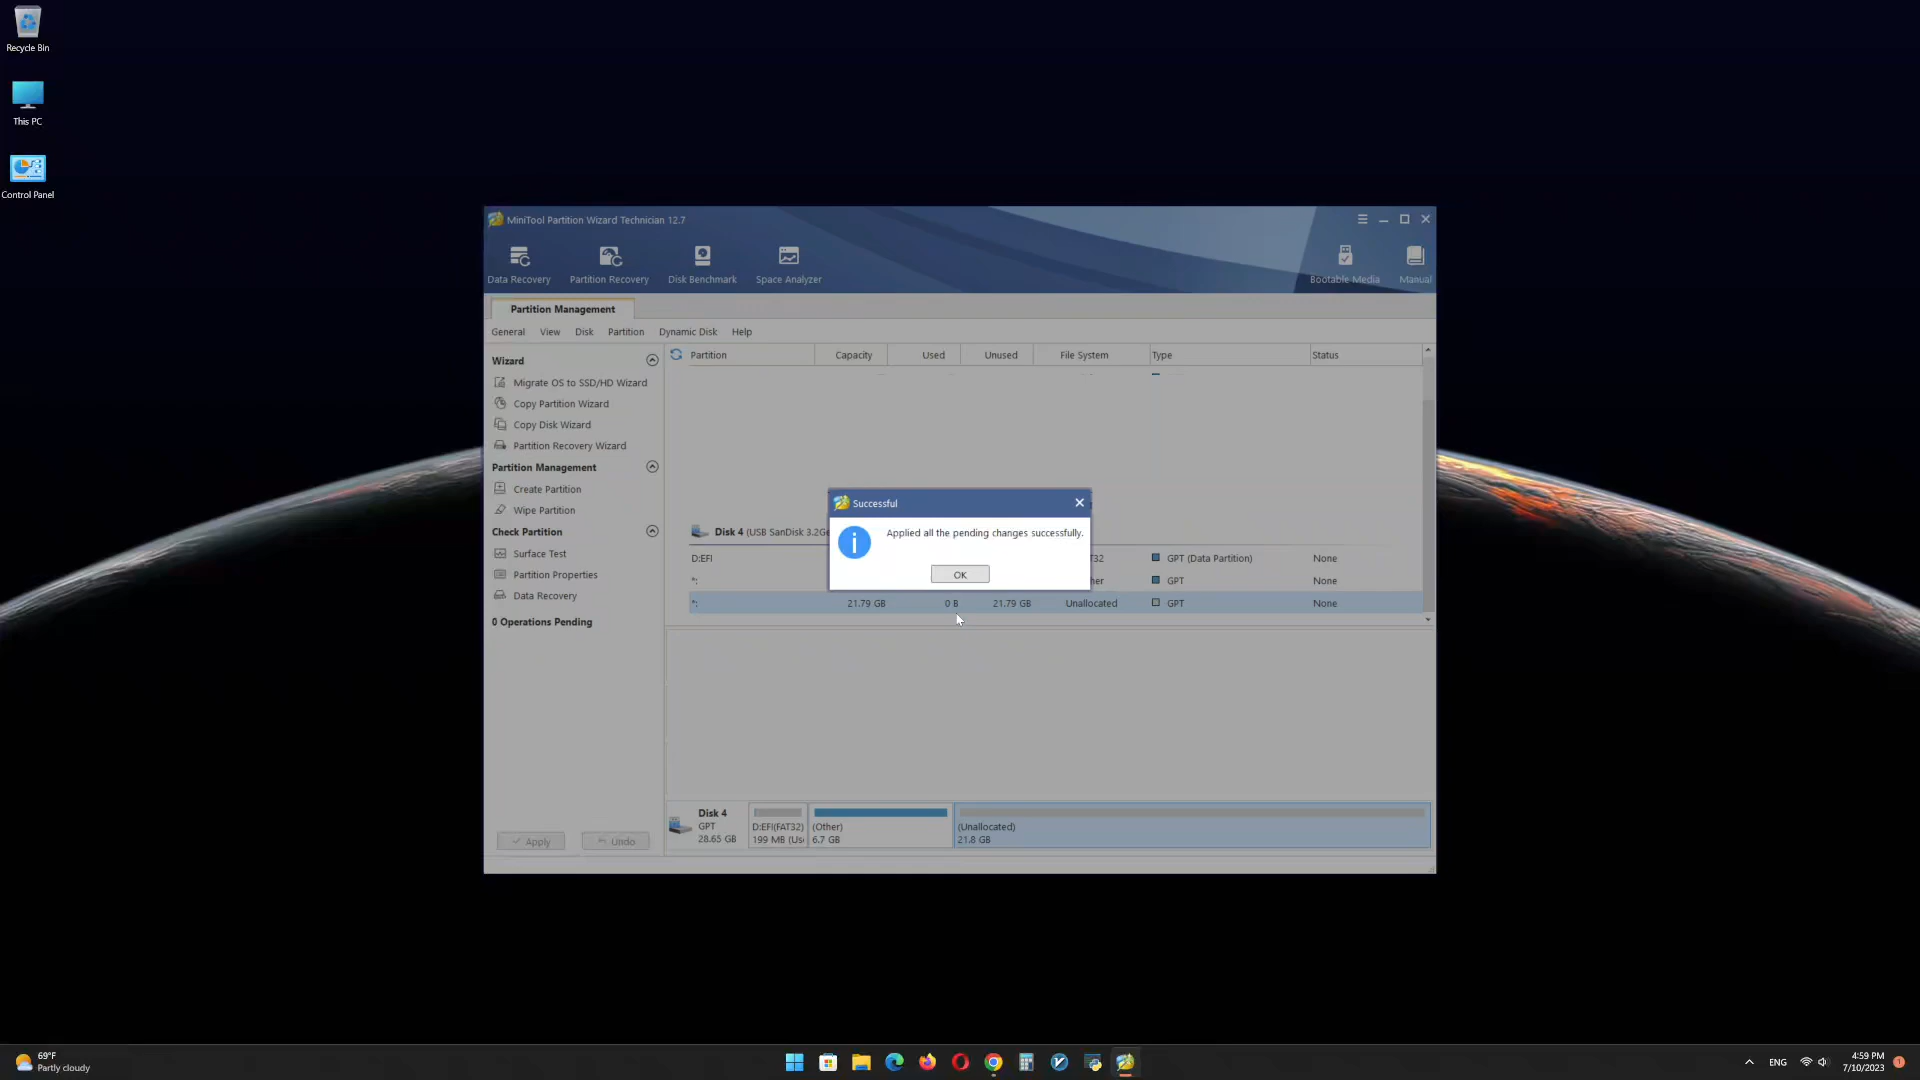 Recycle Bin
This PC
Control Panel
MiniTool Partition Wizard Technician 12.7
Data Recovery Partition Recovery Disk Benchmark Space Analyzer Bootable Media Manual
Partition Management
General View Disk Partition Dynamic Disk Help
Wizard
Migrate OS to SSD/HD Wizard
Copy Partition Wizard
Copy Disk Wizard
Partition Recovery Wizard
Partition Management
Create Partition
Wipe Partition
Check Partition
Surface Test
Partition Properties
Data Recovery
0 Operations Pending
Apply Undo
Partition Capacity Used Unused File System Type Status
Disk 4 (USB SanDisk 3.2Ge
D:EFI T32 GPT (Data Partition) None
*: her GPT None
*: 21.79 GB 0 B 21.79 GB Unallocated GPT None
Successful
Applied all the pending changes successfully.
OK
Disk 4
GPT
28.65 GB
D:EFI(FAT32)
199 MB (Us
(Other)
6.7 GB
(Unallocated)
21.8 GB
69°F
Partly cloudy
ENG
4:59 PM
7/10/2023
1